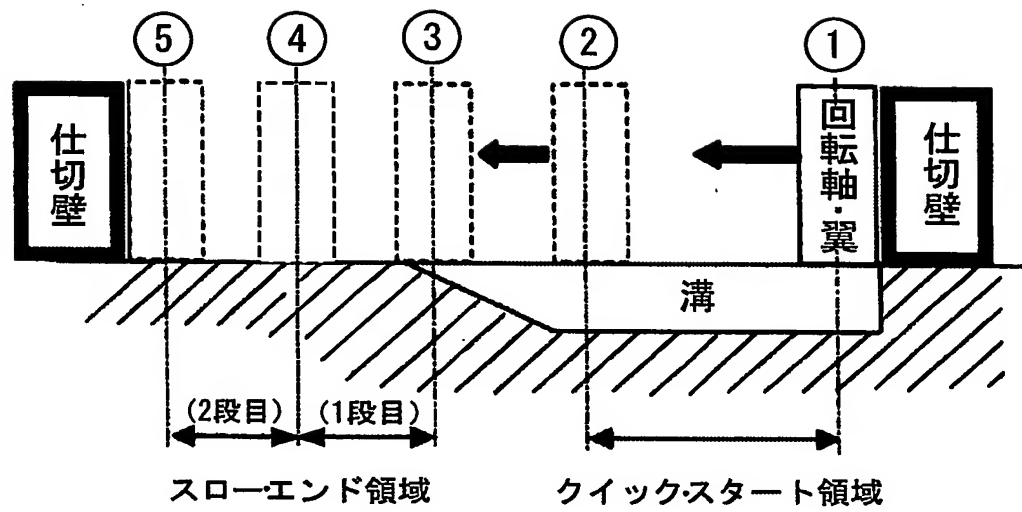 ⑤ ④ ③ ② ①
仕切壁
回転軸・翼
仕切壁
溝
(2段目) (1段目)
スロー・エンド領域 クイック・スタート領域